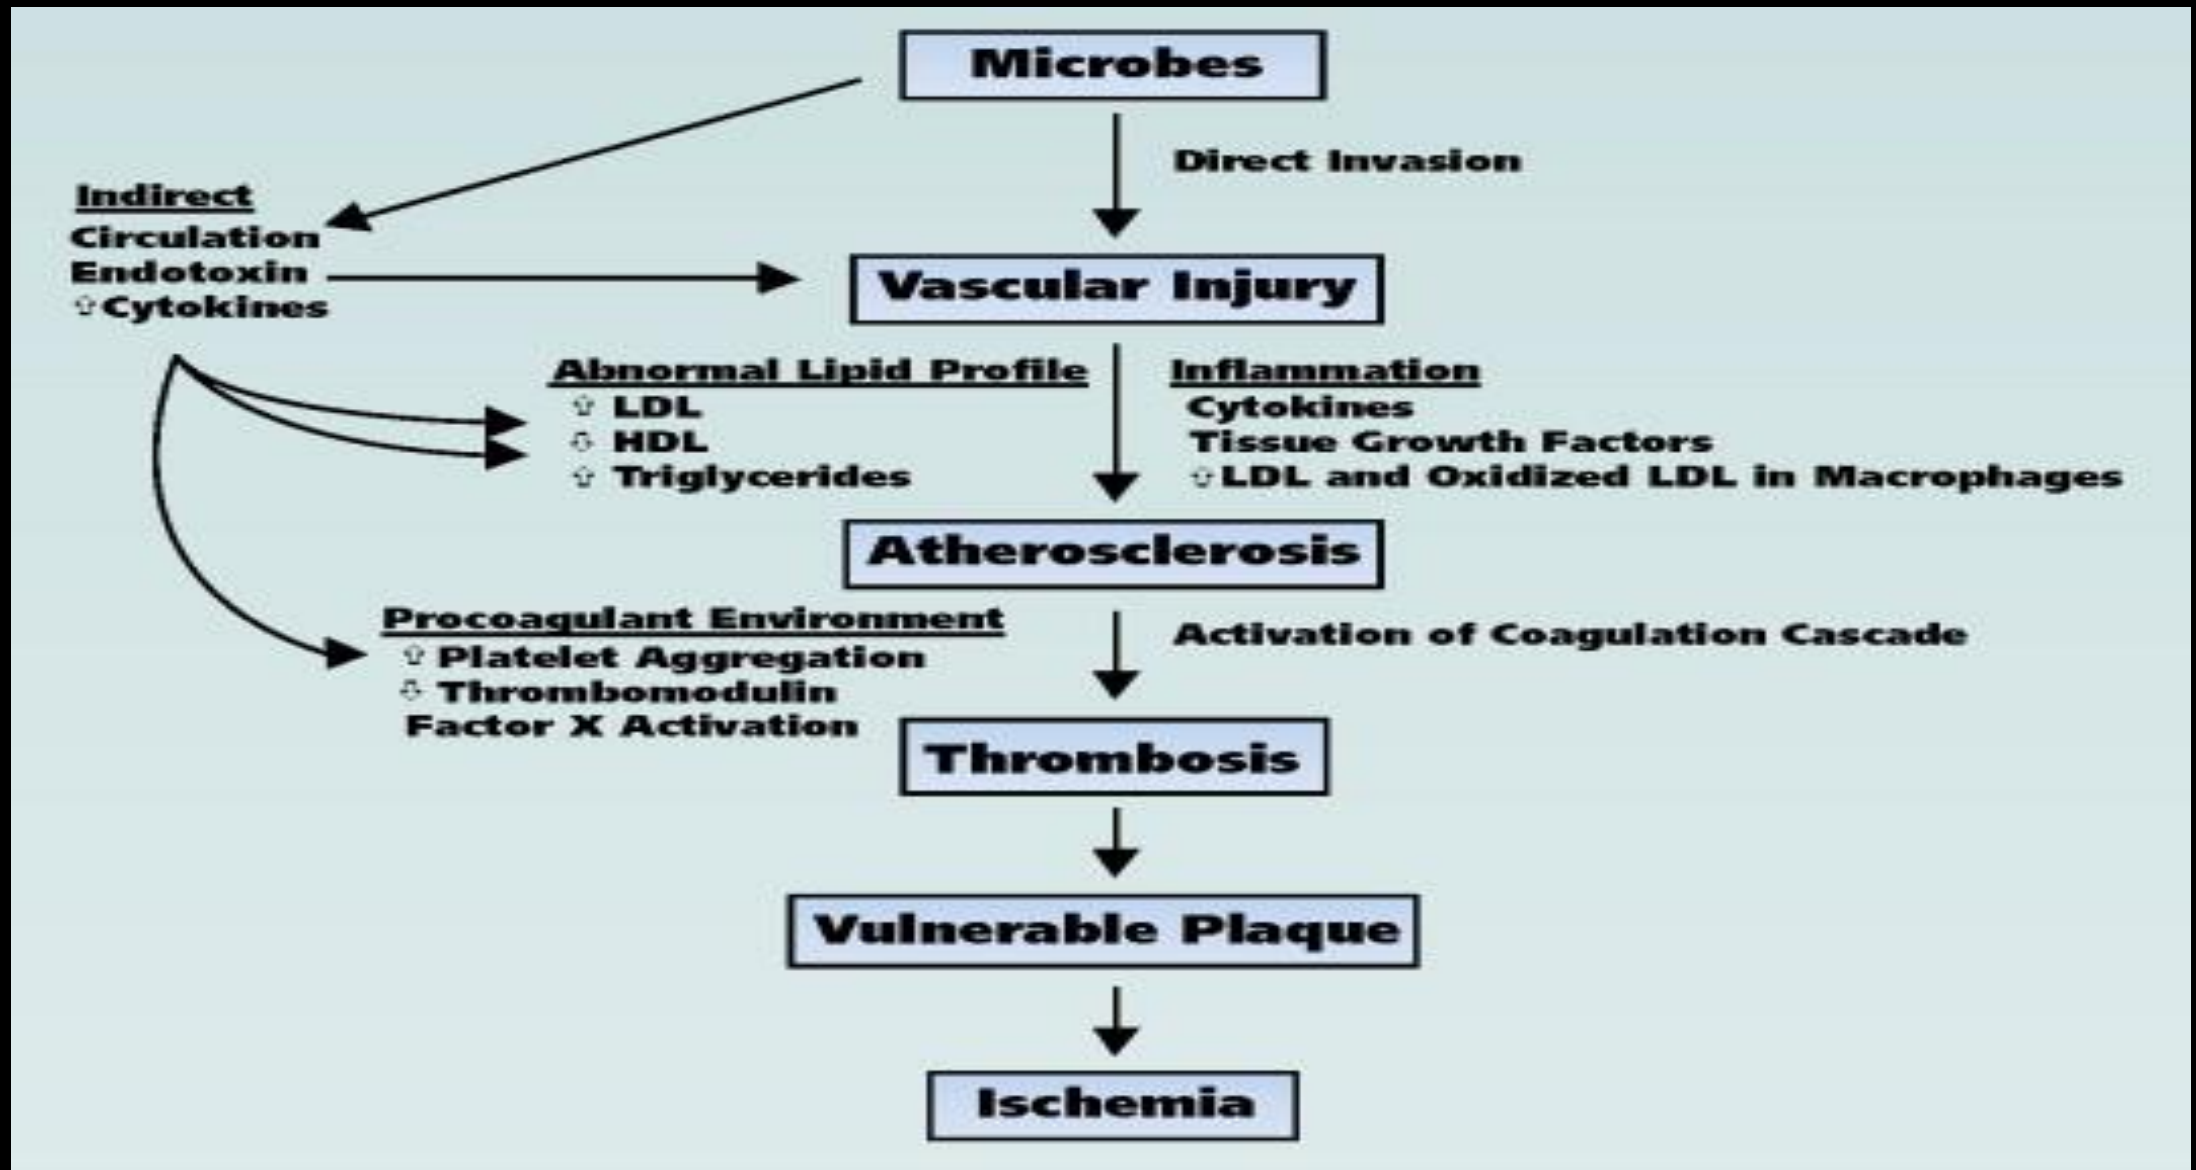 Microbes
Direct Invasion
Indirect
Circulation
Endotoxin
⇧Cytokines
Vascular Injury
Abnormal Lipid Profile
⇧ LDL
⇩ HDL
⇧ Triglycerides
Inflammation
Cytokines
Tissue Growth Factors
⇧LDL and Oxidized LDL in Macrophages
Atherosclerosis
Procoagulant Environment
⇧ Platelet Aggregation
⇩ Thrombomodulin
Factor X Activation
Activation of Coagulation Cascade
Thrombosis
Vulnerable Plaque
Ischemia